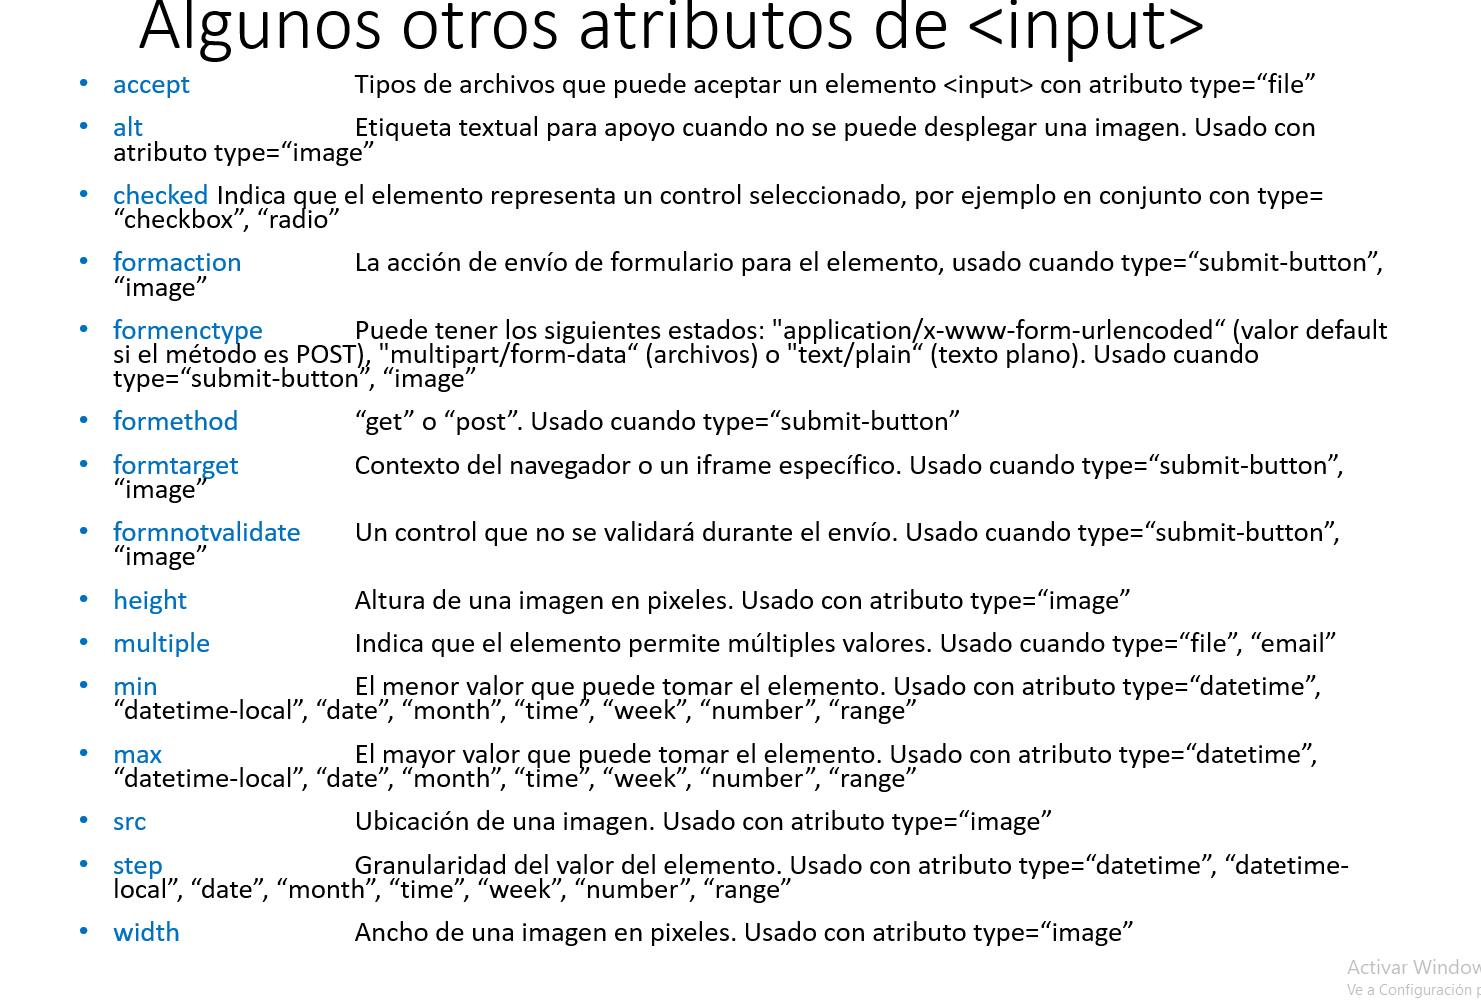 Algunos otros atributos de <input>
• accept Tipos de archivos que puede aceptar un elemento <input> con atributo type=“file”
• alt Etiqueta textual para apoyo cuando no se puede desplegar una imagen. Usado con
atributo type=“image”
• checked Indica que el elemento representa un control seleccionado, por ejemplo en conjunto con type=
“checkbox”, “radio”
• formaction La acción de envío de formulario para el elemento, usado cuando type=“submit-button”,
“image”
• formenctype Puede tener los siguientes estados: "application/x-www-form-urlencoded“ (valor default
si el método es POST), "multipart/form-data“ (archivos) o "text/plain“ (texto plano). Usado cuando
type=“submit-button”, “image”
• formethod “get” o “post”. Usado cuando type=“submit-button”
• formtarget Contexto del navegador o un iframe específico. Usado cuando type=“submit-button”,
“image”
• formnotvalidate Un control que no se validará durante el envío. Usado cuando type=“submit-button”,
“image”
• height Altura de una imagen en pixeles. Usado con atributo type=“image”
• multiple Indica que el elemento permite múltiples valores. Usado cuando type=“file”, “email”
• min El menor valor que puede tomar el elemento. Usado con atributo type=“datetime”,
“datetime-local”, “date”, “month”, “time”, “week”, “number”, “range”
• max El mayor valor que puede tomar el elemento. Usado con atributo type=“datetime”,
“datetime-local”, “date”, “month”, “time”, “week”, “number”, “range”
• src Ubicación de una imagen. Usado con atributo type=“image”
• step Granularidad del valor del elemento. Usado con atributo type=“datetime”, “datetime-
local”, “date”, “month”, “time”, “week”, “number”, “range”
• width Ancho de una imagen en pixeles. Usado con atributo type=“image”
Activar Window
Ve a Configuración p